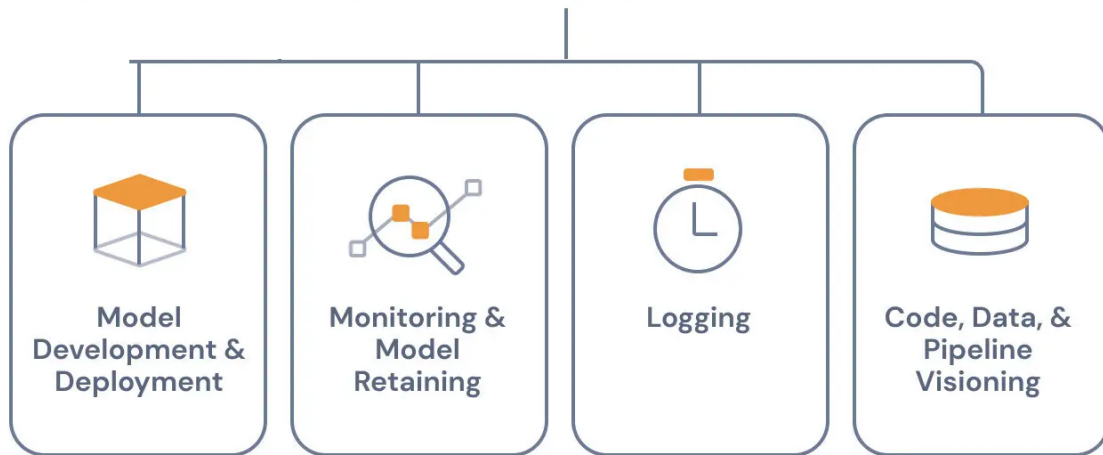 Model
Development &
Deployment
Monitoring &
Model
Retaining
Logging
Code, Data, &
Pipeline
Visioning